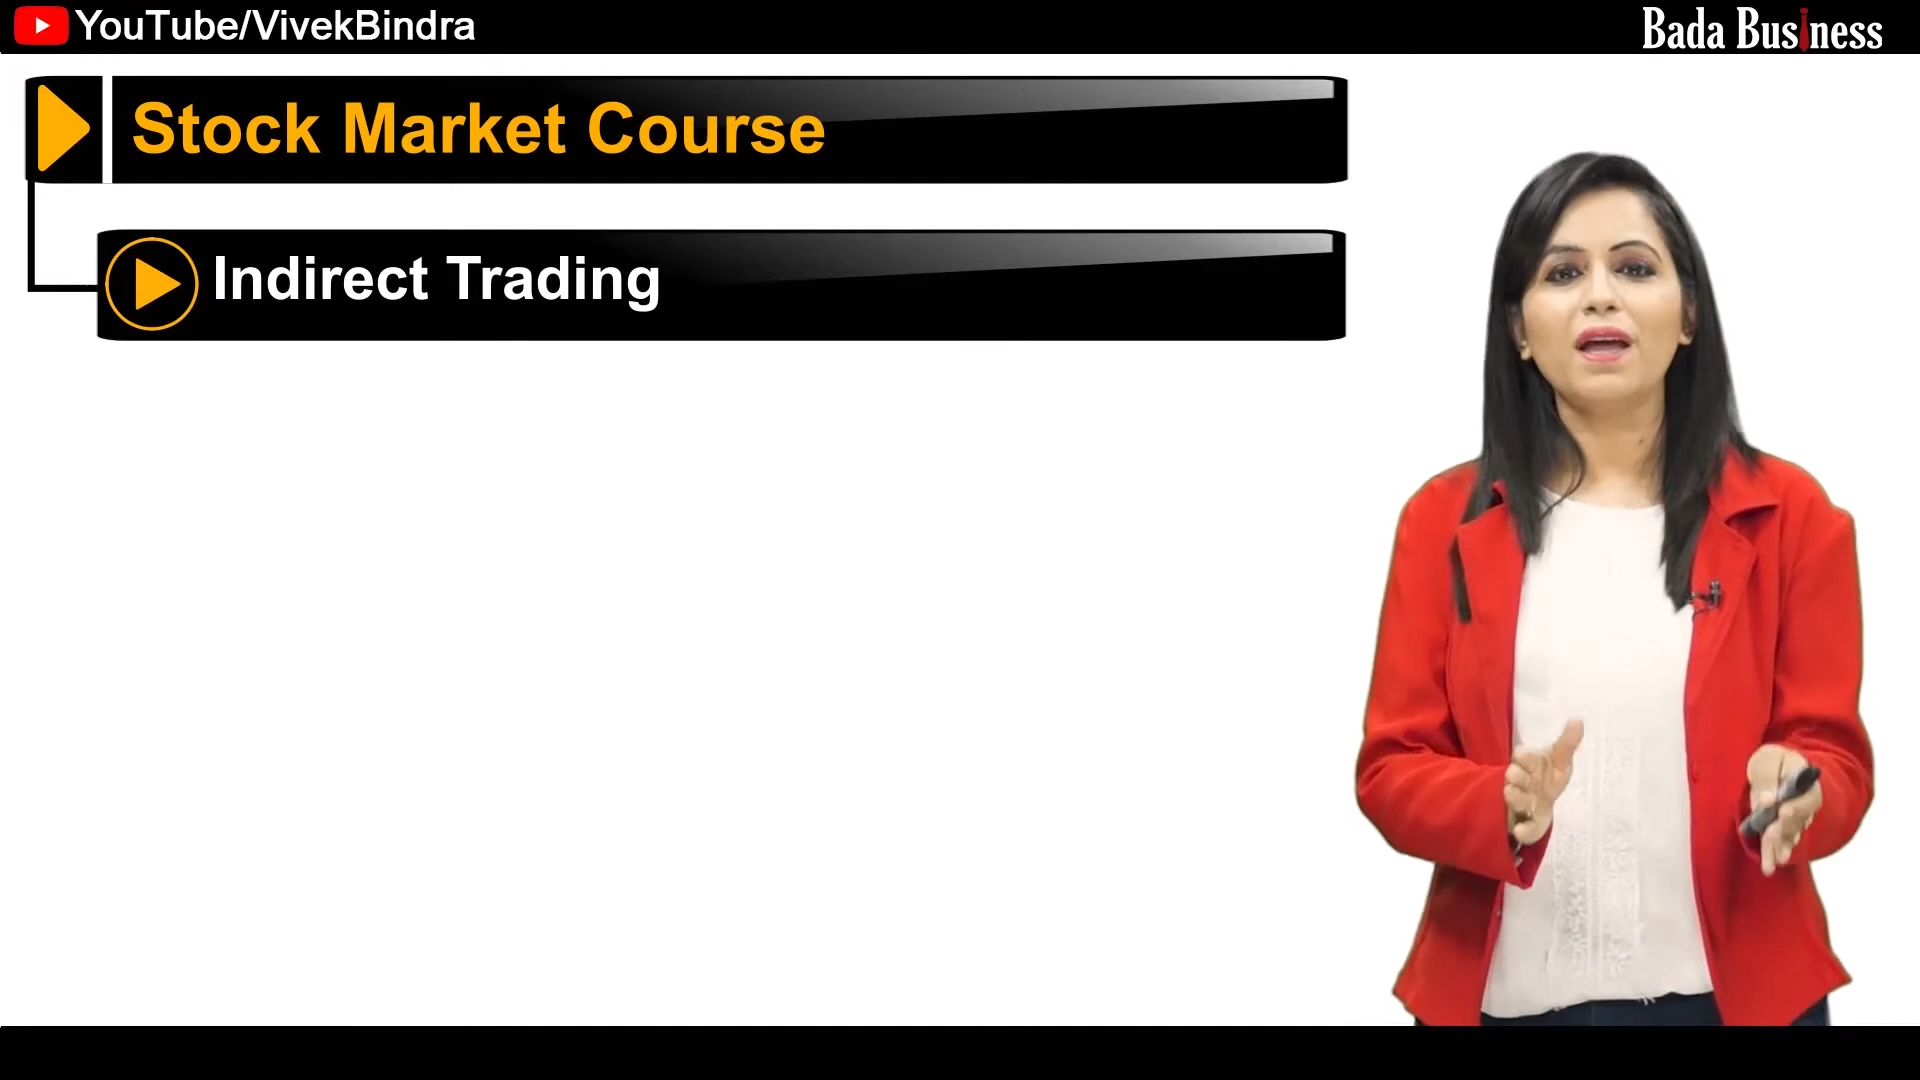 YouTube/VivekBindra
Bada Business
Stock Market Course
Indirect Trading